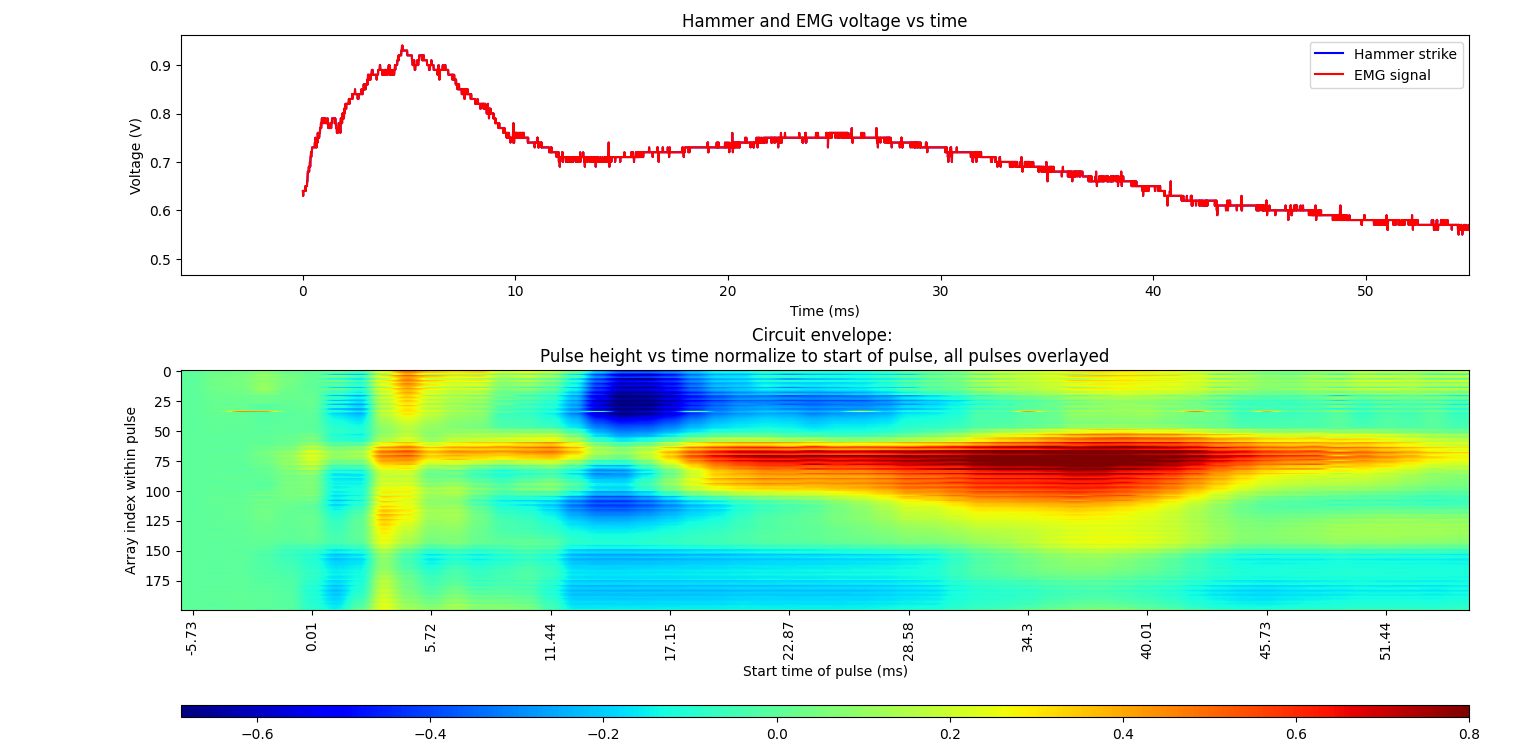 Hammer and EMG voltage vs time
Hammer strike
EMG signal
Voltage (V)
0.9
0.8
0.7
0.6
0.5
0 10 20 30 40 50
Time (ms)
Circuit envelope:
Pulse height vs time normalize to start of pulse, all pulses overlayed
Array index within pulse
0
25
50
75
100
125
150
175
-5.73 0.01 5.72 11.44 17.15 22.87 28.58 34.3 40.01 45.73 51.44
Start time of pulse (ms)
−0.6 −0.4 −0.2 0.0 0.2 0.4 0.6 0.8